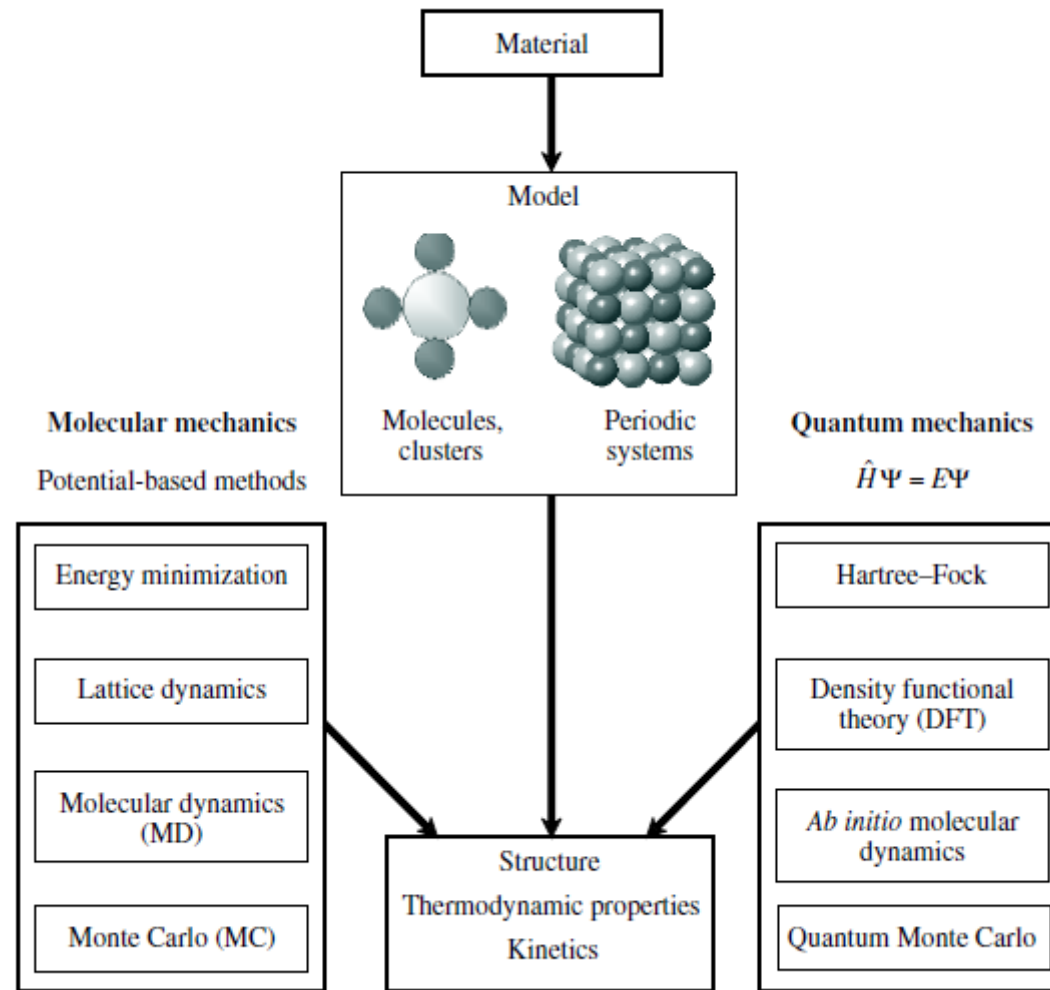 Material
Model
Molecules,
clusters
Periodic
systems
Molecular mechanics
Potential-based methods
Energy minimization
Lattice dynamics
Molecular dynamics
(MD)
Monte Carlo (MC)
Quantum mechanics
ĤΨ = EΨ
Hartree–Fock
Density functional
theory (DFT)
Ab initio molecular
dynamics
Quantum Monte Carlo
Structure
Thermodynamic properties
Kinetics